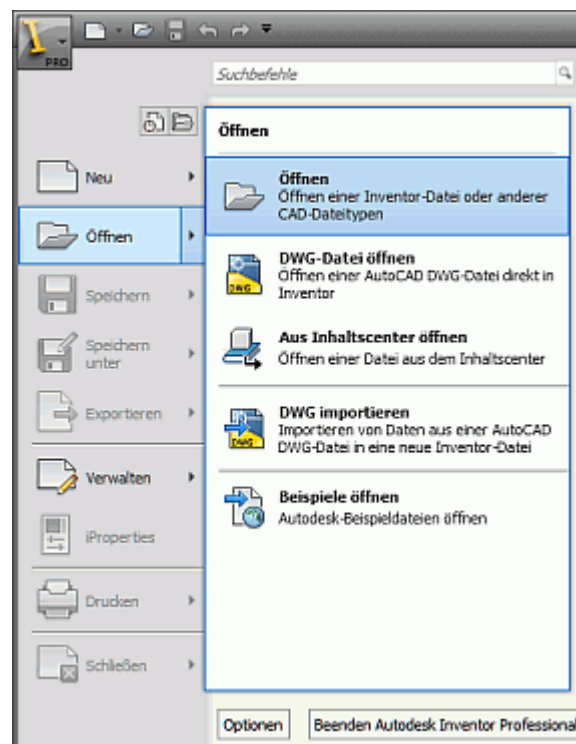 PRO
Suchbefehle
Neu
Öffnen
Speichern
Speichern
unter
Exportieren
Verwalten
iProperties
Drucken
Schließen
Öffnen
Öffnen
Öffnen einer Inventor-Datei oder anderer
CAD-Dateitypen
DWG
DWG-Datei öffnen
Öffnen einer AutoCAD DWG-Datei direkt in
Inventor
Aus Inhaltscenter öffnen
Öffnen einer Datei aus dem Inhaltscenter
DWG
DWG importieren
Importieren von Daten aus einer AutoCAD
DWG-Datei in eine neue Inventor-Datei
Beispiele öffnen
Autodesk-Beispieldateien öffnen
Optionen
Beenden Autodesk Inventor Professional